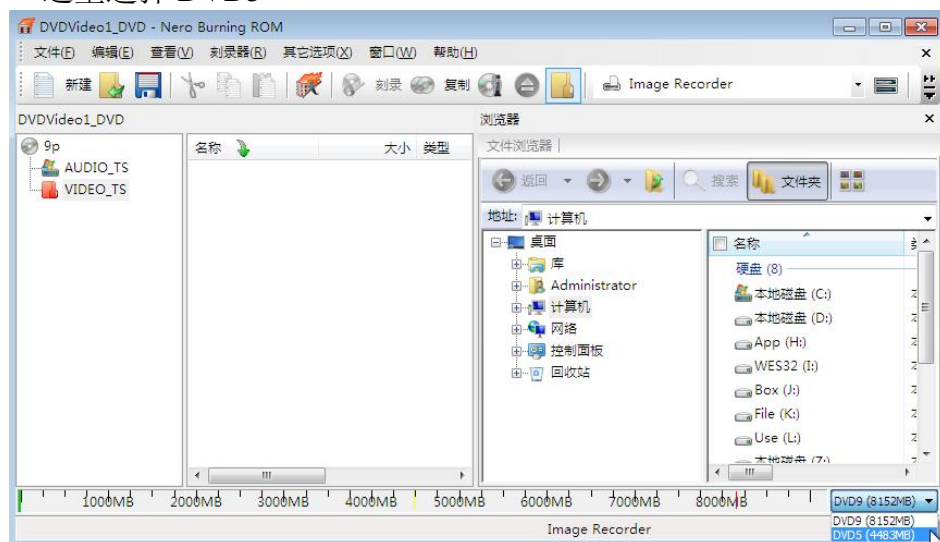 DVDVideo1_DVD - Nero Burning ROM
文件(F) 编辑(E) 查看(V) 刻录器(R) 其它选项(X) 窗口(W) 帮助(H)
新建 刻录 复制 Image Recorder
DVDVideo1_DVD
浏览器
9p
AUDIO_TS
VIDEO_TS
名称 大小 类型
文件浏览器
返回 搜索 文件夹
地址: 计算机
桌面
库
Administrator
计算机
网络
控制面板
回收站
名称
硬盘 (8)
本地磁盘 (C:)
本地磁盘 (D:)
App (H:)
WES32 (I:)
Box (J:)
File (K:)
Use (L:)
本地磁盘 (Z:)
1000MB 2000MB 3000MB 4000MB 5000MB 6000MB 7000MB 8000MB DVD9 (8152MB)
DVD9 (8152MB)
DVD5 (4483MB)
Image Recorder